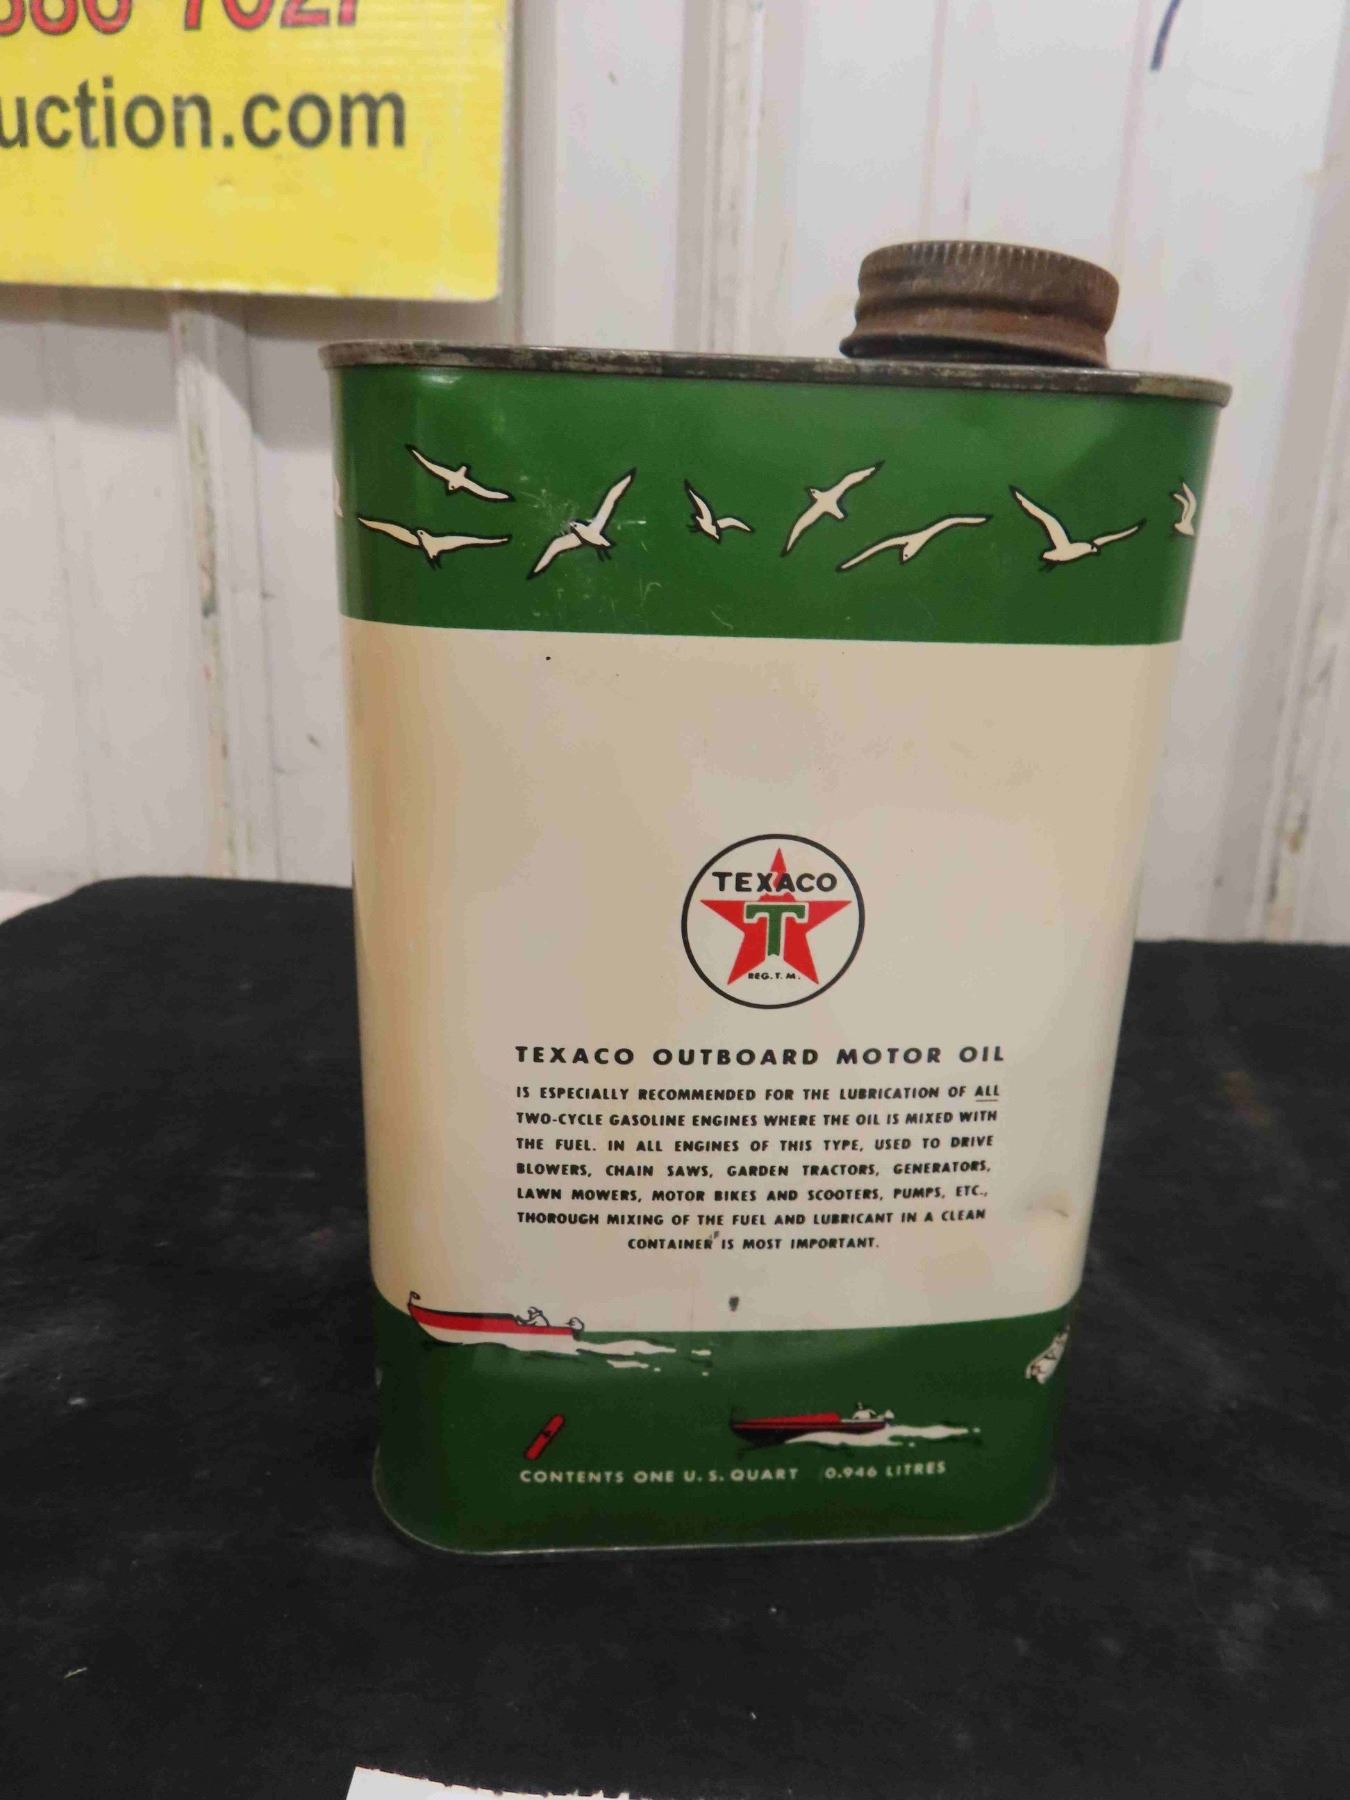 uction.com
TEXACO
T
REG. T. M.
TEXACO OUTBOARD MOTOR OIL
IS ESPECIALLY RECOMMENDED FOR THE LUBRICATION OF ALL
TWO-CYCLE GASOLINE ENGINES WHERE THE OIL IS MIXED WITH
THE FUEL. IN ALL ENGINES OF THIS TYPE, USED TO DRIVE
BLOWERS, CHAIN SAWS, GARDEN TRACTORS, GENERATORS,
LAWN MOWERS, MOTOR BIKES AND SCOOTERS, PUMPS, ETC.,
THOROUGH MIXING OF THE FUEL AND LUBRICANT IN A CLEAN
CONTAINER IS MOST IMPORTANT.
CONTENTS ONE U. S. QUART 0.946 LITRES